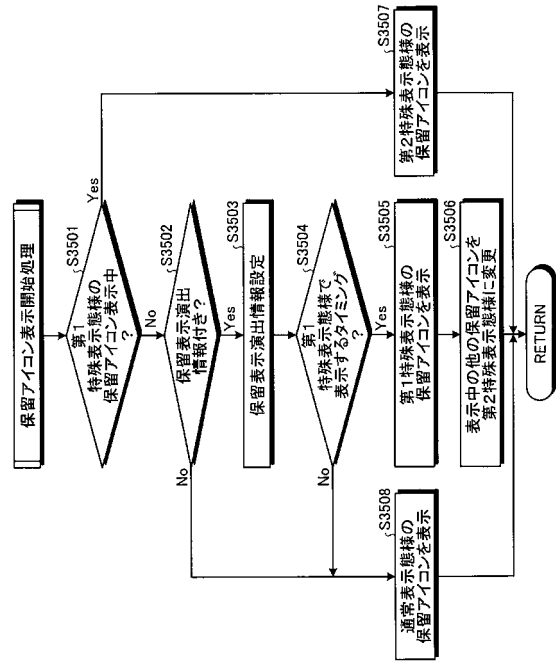 保留アイコン表示開始処理
S3501
第1
特殊表示態様の
保留アイコン表示中
?
Yes
No
S3502
保留表示演出
情報付き?
No
Yes
S3503
保留表示演出情報設定
S3504
第1
特殊表示態様で
表示するタイミング
?
No
Yes
S3505
第1特殊表示態様の
保留アイコンを表示
S3506
表示中の他の保留アイコンを
第2特殊表示態様に変更
S3507
第2特殊表示態様の
保留アイコンを表示
S3508
通常表示態様の
保留アイコンを表示
RETURN